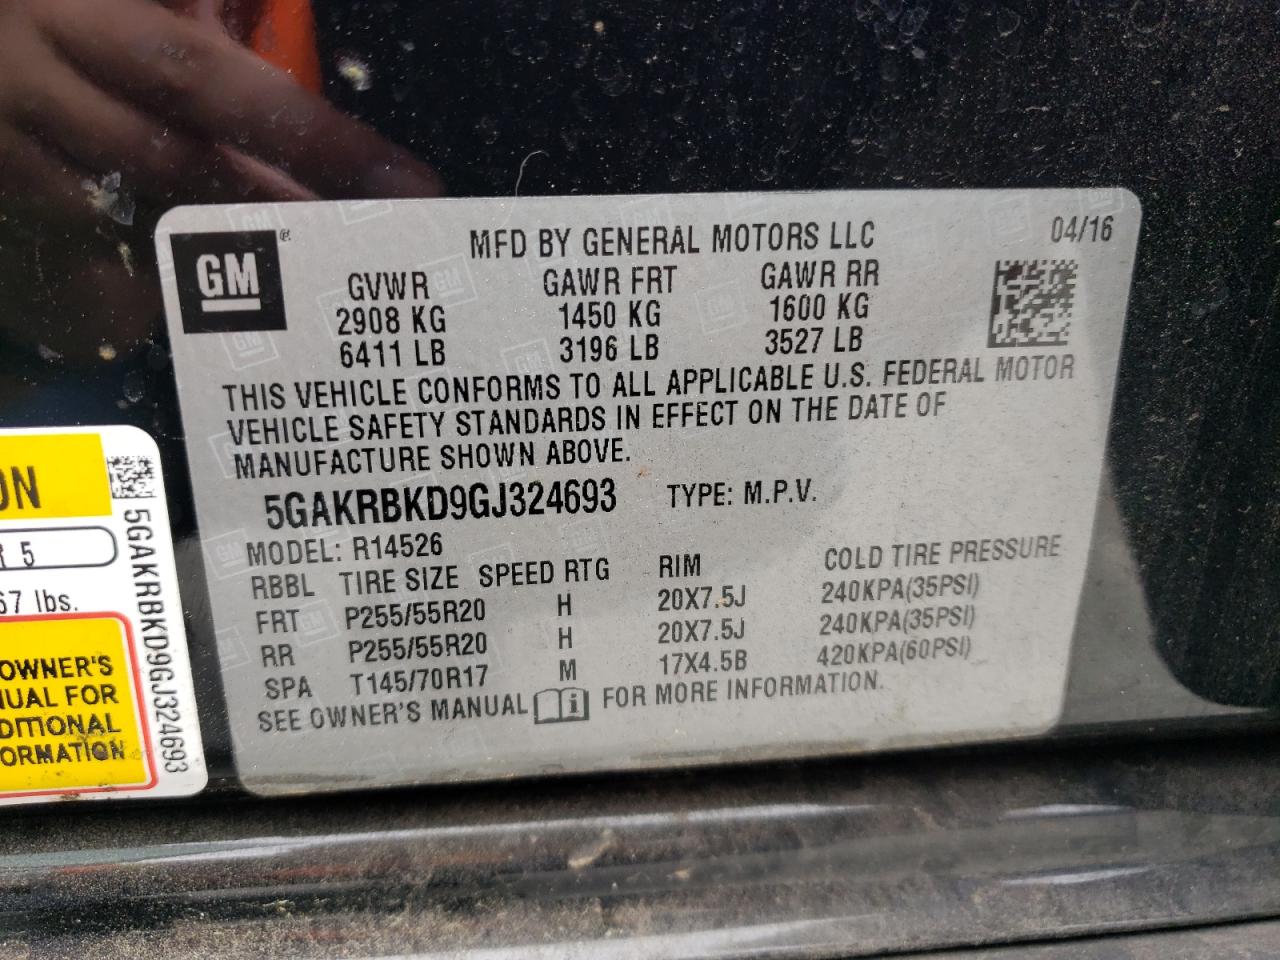 GM
®
MFD BY GENERAL MOTORS LLC
04/16
GVWR GAWR FRT GAWR RR
2908 KG 1450 KG 1600 KG
6411 LB 3196 LB 3527 LB
THIS VEHICLE CONFORMS TO ALL APPLICABLE U.S. FEDERAL MOTOR
VEHICLE SAFETY STANDARDS IN EFFECT ON THE DATE OF
MANUFACTURE SHOWN ABOVE.
5GAKRBKD9GJ324693 TYPE: M.P.V.
MODEL: R14526
RBBL TIRE SIZE SPEED RTG RIM COLD TIRE PRESSURE
FRT P255/55R20 H 20X7.5J 240KPA(35PSI)
RR P255/55R20 H 20X7.5J 240KPA(35PSI)
SPA T145/70R17 M 17X4.5B 420KPA(60PSI)
SEE OWNER'S MANUAL FOR MORE INFORMATION.
ON
R 5
67 lbs.
OWNER'S
NUAL FOR
DITIONAL
ORMATION
5GAKRBKD9GJ324693